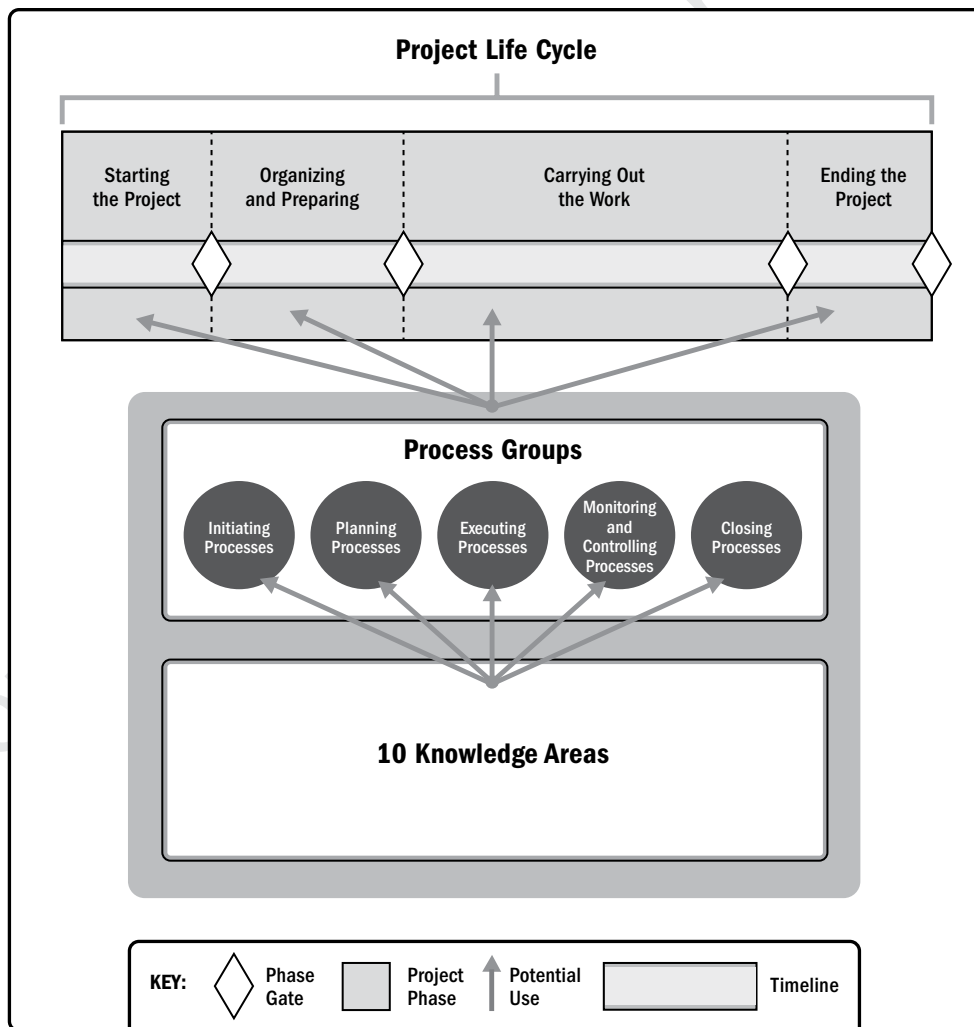 Project Life Cycle
Starting
the Project
Organizing
and Preparing
Carrying Out
the Work
Ending the
Project
Process Groups
Initiating
Processes
Planning
Processes
Executing
Processes
Monitoring
and
Controlling
Processes
Closing
Processes
10 Knowledge Areas
KEY:
Phase
Gate
Project
Phase
Potential
Use
Timeline